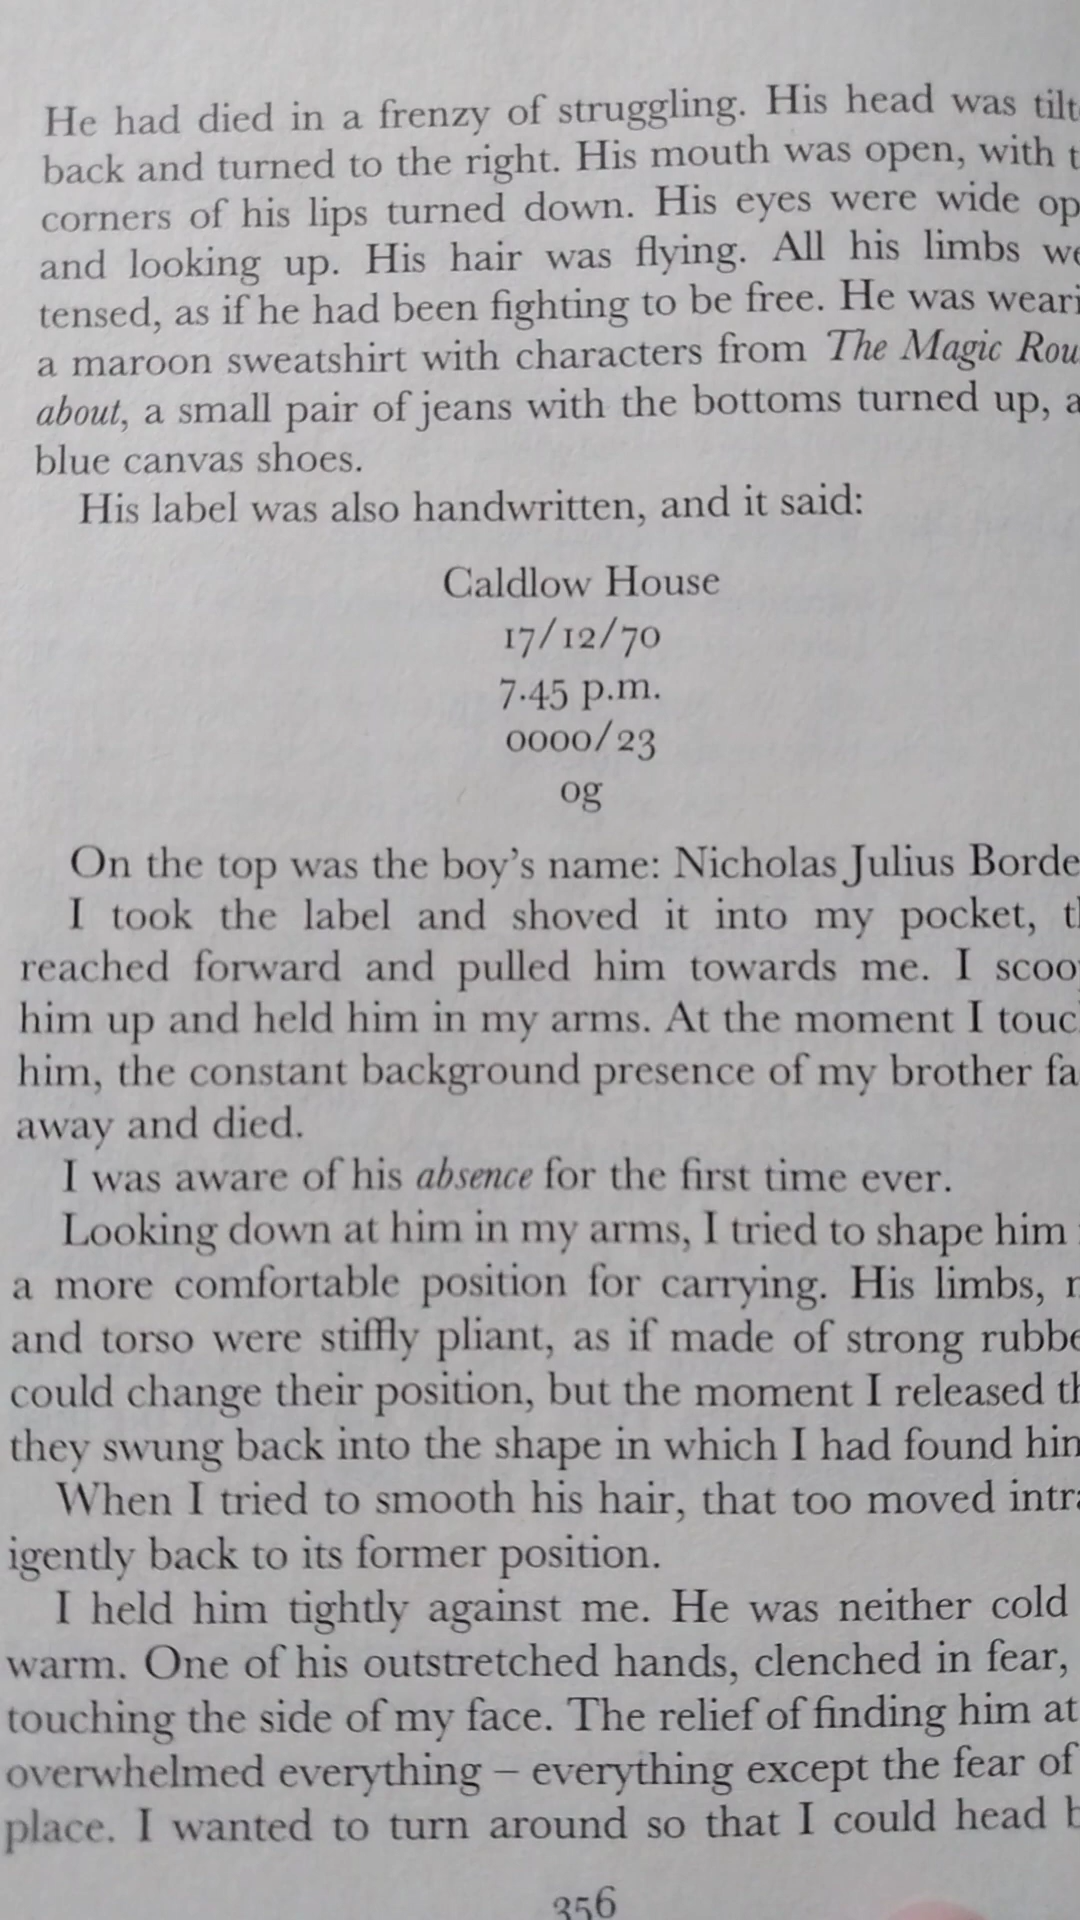 He had died in a frenzy of struggling. His head was tilt
back and turned to the right. His mouth was open, with t
corners of his lips turned down. His eyes were wide op
and looking up. His hair was flying. All his limbs we
tensed, as if he had been fighting to be free. He was weari
a maroon sweatshirt with characters from The Magic Rou
about, a small pair of jeans with the bottoms turned up, a
blue canvas shoes.
His label was also handwritten, and it said:
Caldlow House
17/12/70
7.45 p.m.
0000/23
0g
On the top was the boy's name: Nicholas Julius Borde
I took the label and shoved it into my pocket, th
reached forward and pulled him towards me. I scoo
him up and held him in my arms. At the moment I touc
him, the constant background presence of my brother fa
away and died.
I was aware of his absence for the first time ever.
Looking down at him in my arms, I tried to shape him
a more comfortable position for carrying. His limbs, n
and torso were stiffly pliant, as if made of strong rubbe
could change their position, but the moment I released th
they swung back into the shape in which I had found him
When I tried to smooth his hair, that too moved intra
igently back to its former position.
I held him tightly against me. He was neither cold
warm. One of his outstretched hands, clenched in fear,
touching the side of my face. The relief of finding him at
overwhelmed everything – everything except the fear of
place. I wanted to turn around so that I could head b
356